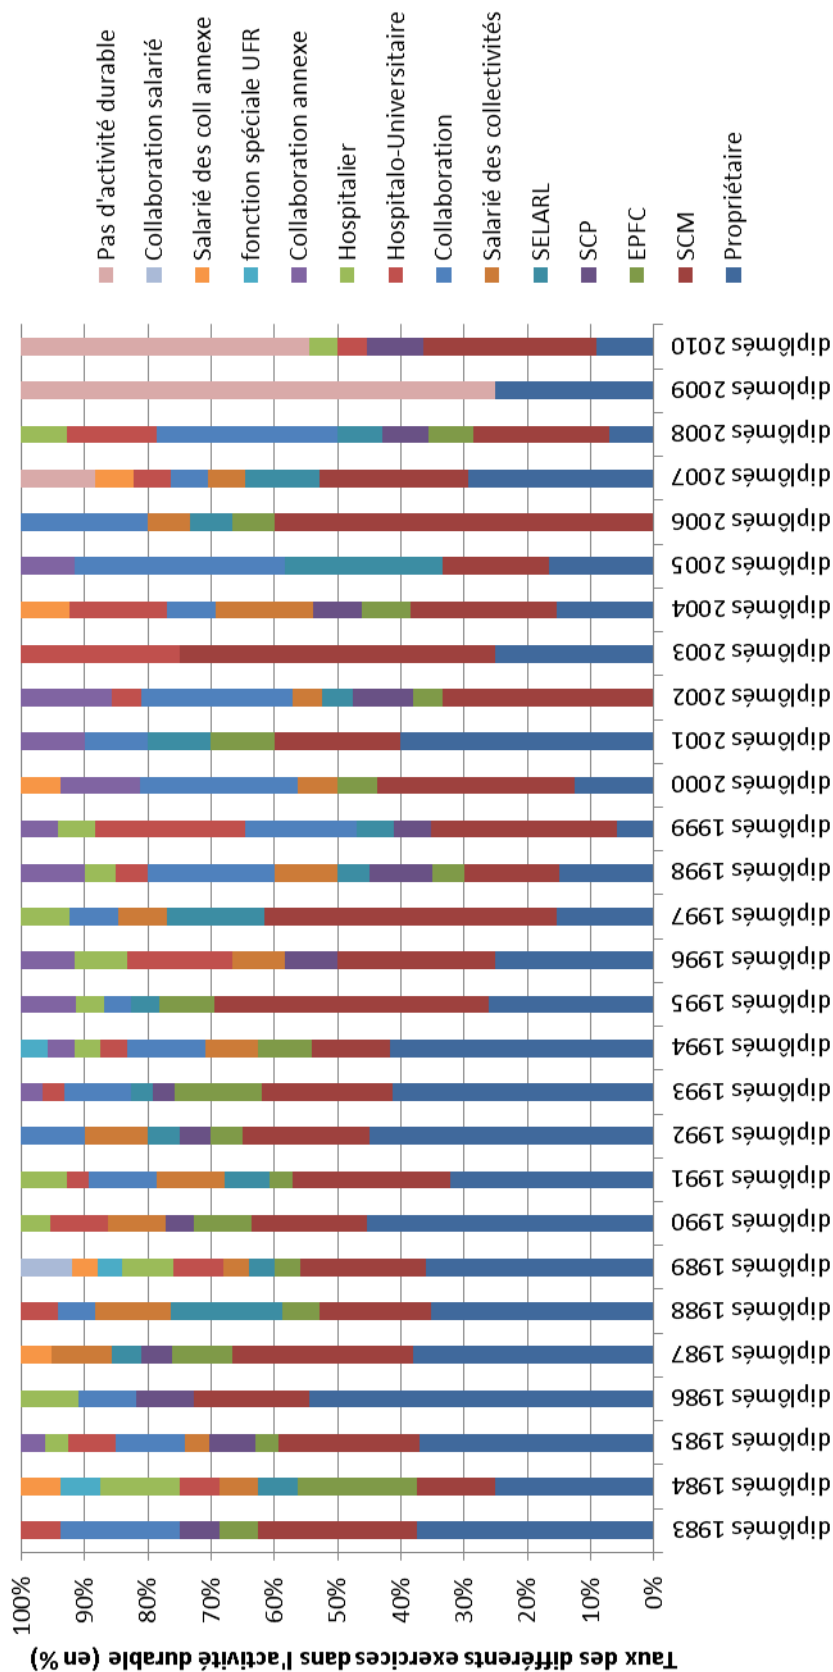 Taux des différents exercices dans l'activité durable (en %)
100%
90%
80%
70%
60%
50%
40%
30%
20%
10%
0%
diplômés 1983
diplômés 1984
diplômés 1985
diplômés 1986
diplômés 1987
diplômés 1988
diplômés 1989
diplômés 1990
diplômés 1991
diplômés 1992
diplômés 1993
diplômés 1994
diplômés 1995
diplômés 1996
diplômés 1997
diplômés 1998
diplômés 1999
diplômés 2000
diplômés 2001
diplômés 2002
diplômés 2003
diplômés 2004
diplômés 2005
diplômés 2006
diplômés 2007
diplômés 2008
diplomés 2009
diplômés 2010
Pas d'activité durable
Collaboration salarié
Salarié des coll annexe
fonction spéciale UFR
Collaboration annexe
Hospitalier
Hospitalo-Universitaire
Collaboration
Salarié des collectivités
SELARL
SCP
EPFC
SCM
Propriétaire